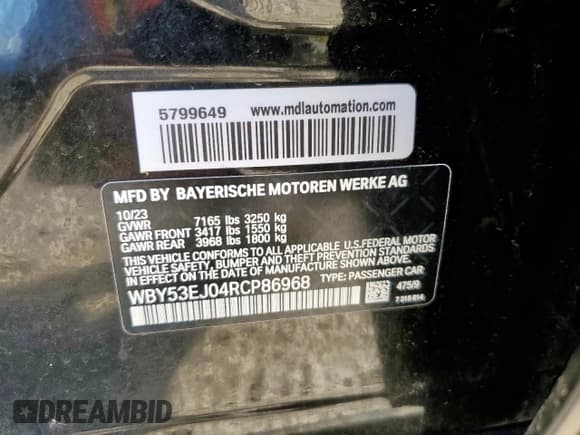 5799649 www.mdlautomation.com
MFD BY BAYERISCHE MOTOREN WERKE AG
10/23
GVWR 7165 lbs 3250 kg
GAWR FRONT 3417 lbs 1550 kg
GAWR REAR 3968 lbs 1800 kg
THIS VEHICLE CONFORMS TO ALL APPLICABLE U.S.FEDERAL MOTOR
VEHICLE SAFETY, BUMPER, AND THEFT PREVENTION STANDARDS
IN EFFECT ON THE DATE OF MANUFACTURE SHOWN ABOVE.
WBY53EJ04RCP86968 TYPE: PASSENGER CAR
475/9
DREAMBID